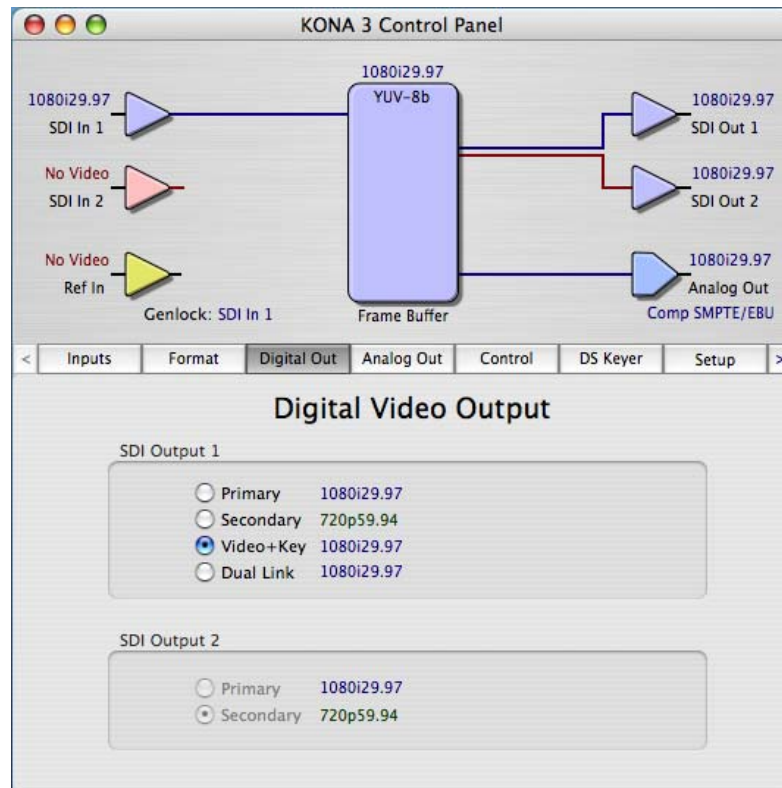 KONA 3 Control Panel
1080i29.97
YUV-8b
1080i29.97
SDI In 1
1080i29.97
SDI Out 1
No Video
SDI In 2
1080i29.97
SDI Out 2
No Video
Ref In
1080i29.97
Analog Out
Genlock: SDI In 1
Frame Buffer
Comp SMPTE/EBU
< Inputs Format Digital Out Analog Out Control DS Keyer Setup >
Digital Video Output
SDI Output 1
Primary 1080i29.97
Secondary 720p59.94
Video+Key 1080i29.97
Dual Link 1080i29.97
SDI Output 2
Primary 1080i29.97
Secondary 720p59.94